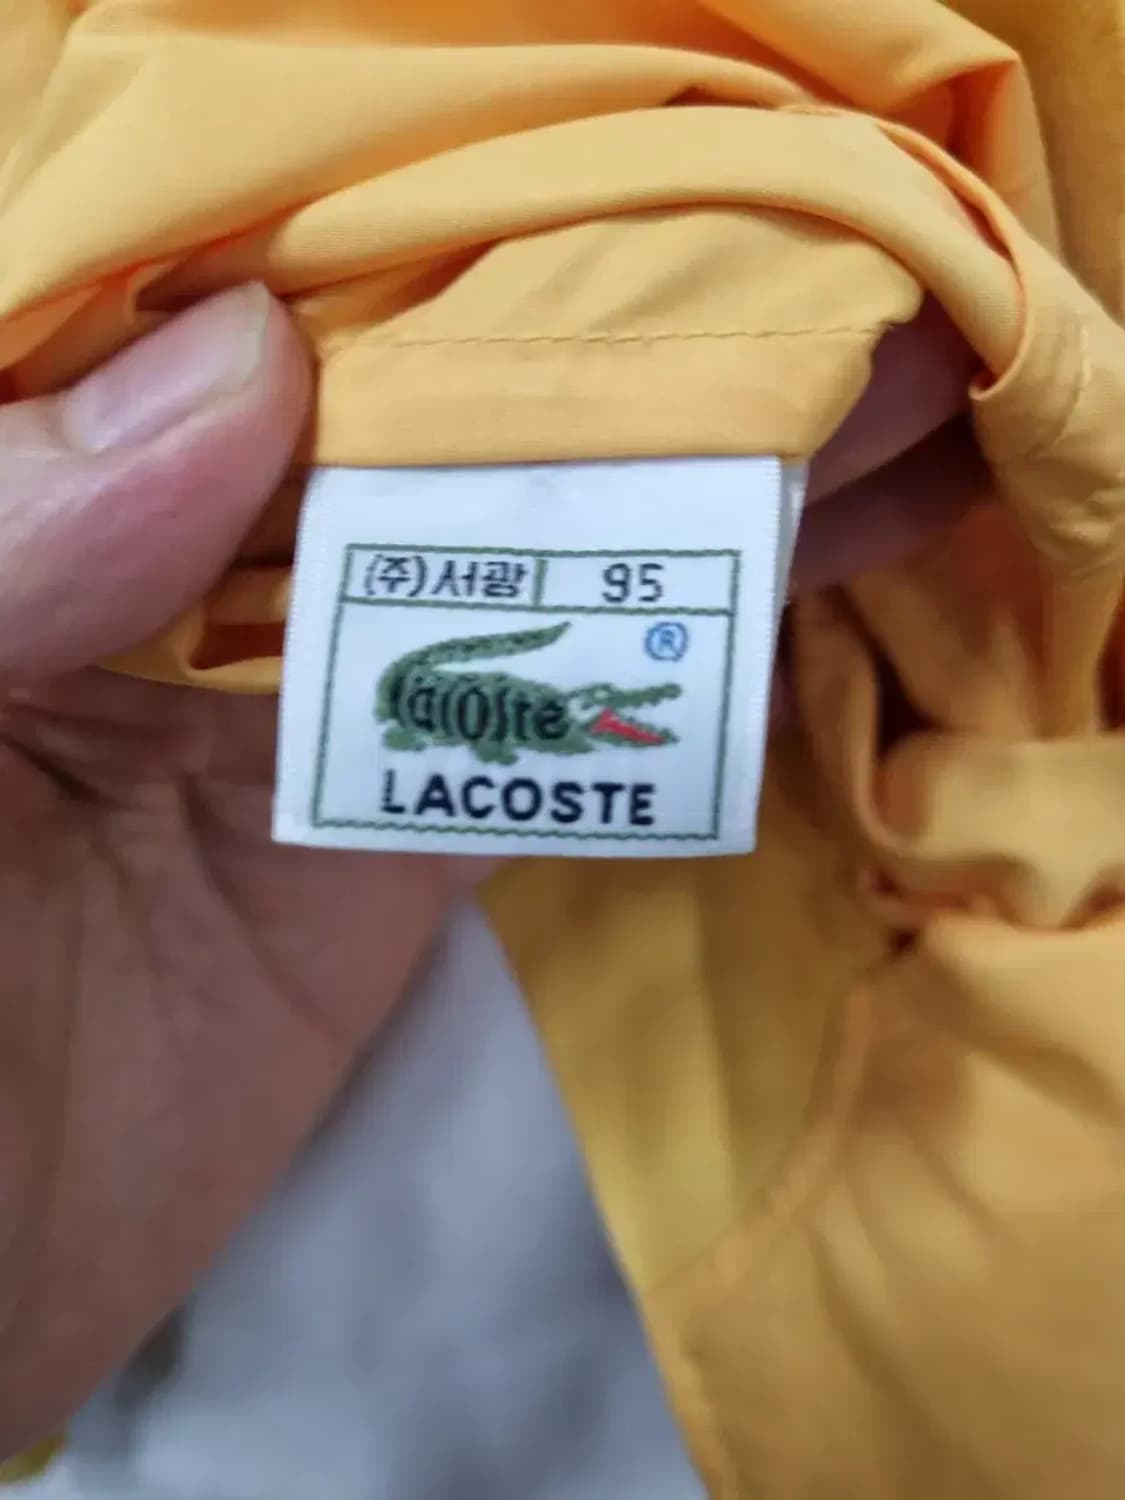 (주)서광 95
®
Lacoste
LACOSTE